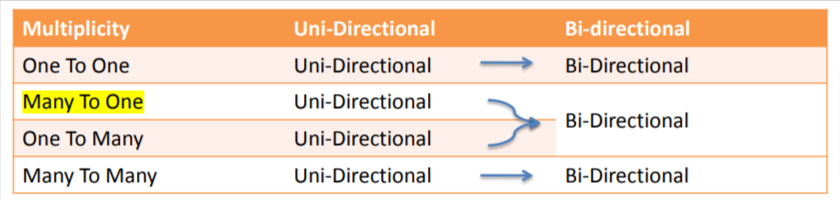 Multiplicity Uni-Directional Bi-directional
One To One Uni-Directional Bi-Directional
Many To One Uni-Directional
Bi-Directional
One To Many Uni-Directional
Many To Many Uni-Directional Bi-Directional